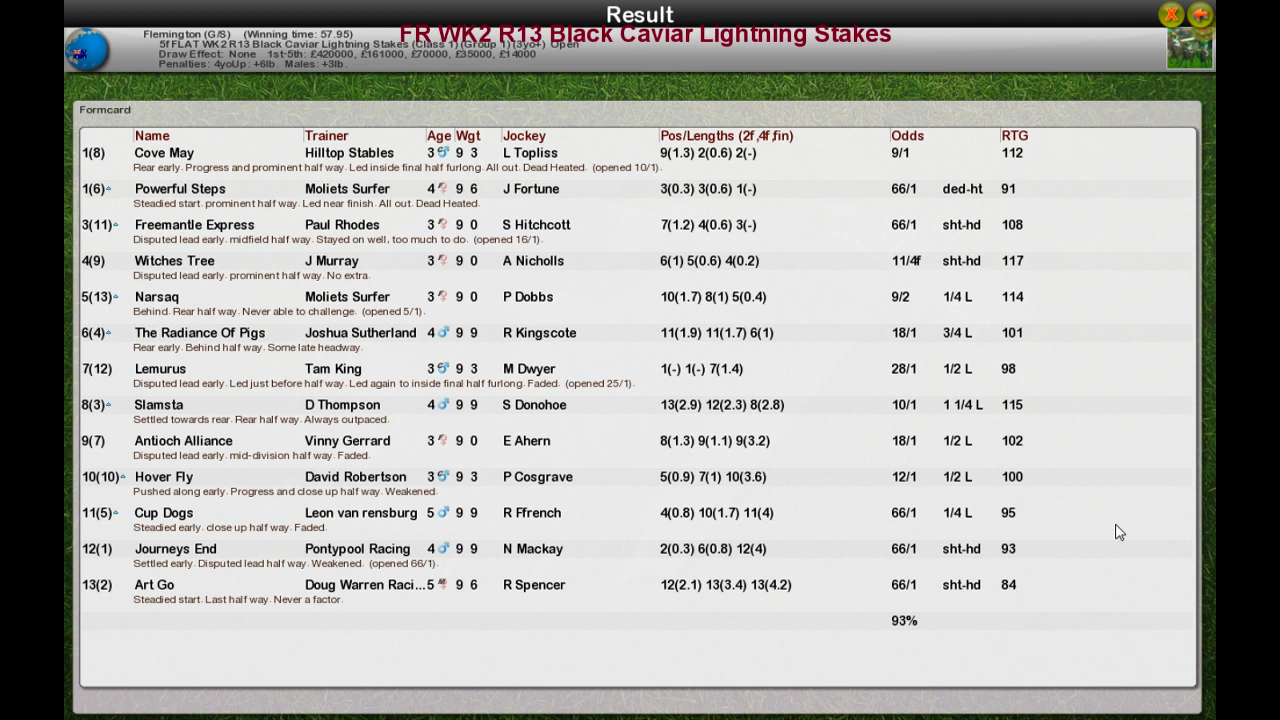 Result
FR WK2 R13 Black Caviar Lightning Stakes
Flemington (G/S) (Winning time: 57.95)
5f FLAT WK2 R13 Black Caviar Lightning Stakes (Class 1) (Group 1) (3yo+) Open
Draw Effect: None 1st-5th: £420000, £161000, £70000, £35000, £14000
Penalties: 4yoUp: +6lb. Males: +3lb.
Formcard
Name Trainer Age Wgt Jockey Pos/Lengths (2f,4f,fin) Odds RTG
1(8) Cove May Hilltop Stables 3 9 3 L Topliss 9(1.3) 2(0.6) 2(-) 9/1 112
Rear early. Progress and prominent half way. Led inside final half furlong. All out. Dead Heated. (opened 10/1).
1(6) Powerful Steps Moliets Surfer 4 9 6 J Fortune 3(0.3) 3(0.6) 1(-) 66/1 ded-ht 91
Steadied start. prominent half way. Led near finish. All out. Dead Heated.
3(11) Freemantle Express Paul Rhodes 3 9 0 S Hitchcott 7(1.2) 4(0.6) 3(-) 66/1 sht-hd 108
Disputed lead early. midfield half way. Stayed on well, too much to do. (opened 16/1).
4(9) Witches Tree J Murray 3 9 0 A Nicholls 6(1) 5(0.6) 4(0.2) 11/4f sht-hd 117
Disputed lead early. prominent half way. No extra.
5(13) Narsaq Moliets Surfer 3 9 0 P Dobbs 10(1.7) 8(1) 5(0.4) 9/2 1/4 L 114
Behind. Rear half way. Never able to challenge. (opened 5/1).
6(4) The Radiance Of Pigs Joshua Sutherland 4 9 9 R Kingscote 11(1.9) 11(1.7) 6(1) 18/1 3/4 L 101
Rear early. Behind half way. Some late headway.
7(12) Lemurus Tam King 3 9 3 M Dwyer 1(-) 1(-) 7(1.4) 28/1 1/2 L 98
Disputed lead early. Led just before half way. Led again to inside final half furlong. Faded. (opened 25/1).
8(3) Slamsta D Thompson 4 9 9 S Donohoe 13(2.9) 12(2.3) 8(2.8) 10/1 1 1/4 L 115
Settled towards rear. Rear half way. Always outpaced.
9(7) Antioch Alliance Vinny Gerrard 3 9 0 E Ahern 8(1.3) 9(1.1) 9(3.2) 18/1 1/2 L 102
Disputed lead early. mid-division half way. Faded.
10(10) Hover Fly David Robertson 3 9 3 P Cosgrave 5(0.9) 7(1) 10(3.6) 12/1 1/2 L 100
Pushed along early. Progress and close up half way. Weakened.
11(5) Cup Dogs Leon van rensburg 5 9 9 R Ffrench 4(0.8) 10(1.7) 11(4) 66/1 1/4 L 95
Steadied early. close up half way. Faded.
12(1) Journeys End Pontypool Racing 4 9 9 N Mackay 2(0.3) 6(0.8) 12(4) 66/1 sht-hd 93
Settled early. Disputed lead half way. Weakened. (opened 66/1).
13(2) Art Go Doug Warren Raci... 5 9 6 R Spencer 12(2.1) 13(3.4) 13(4.2) 66/1 sht-hd 84
Steadied start. Last half way. Never a factor.
93%